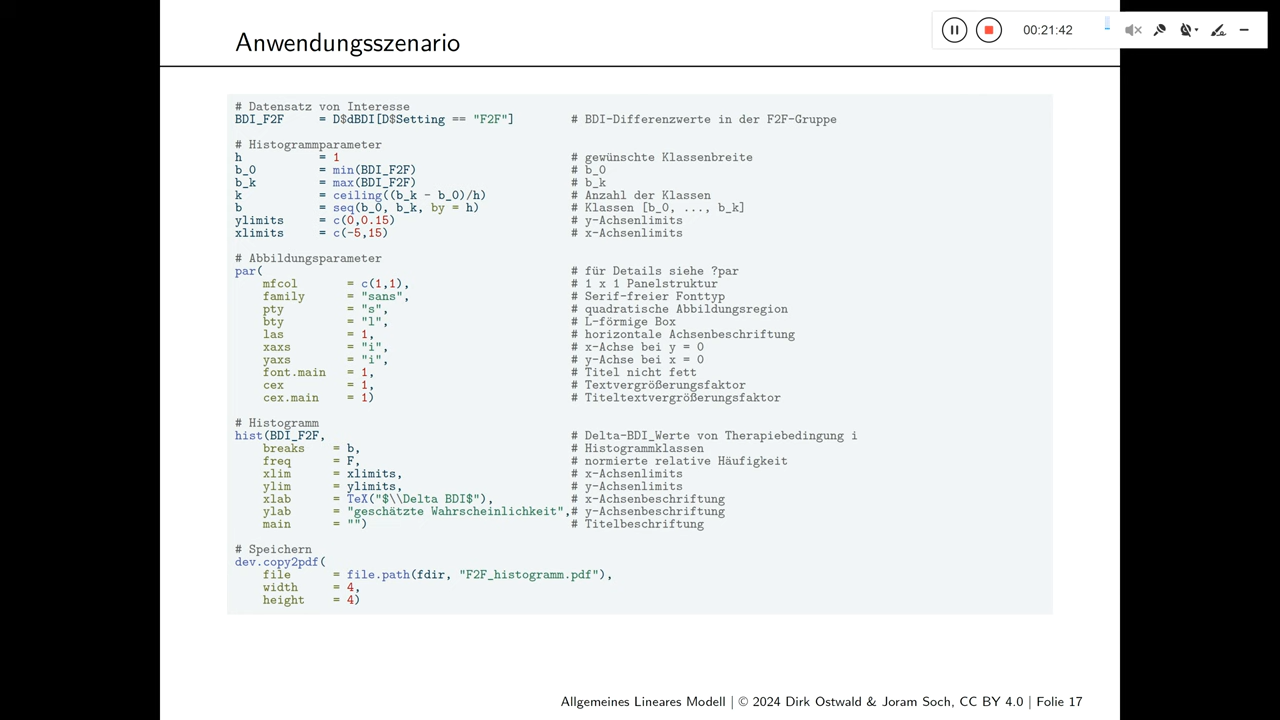 Anwendungsszenario
00:21:42
# Datensatz von Interesse
BDI_F2F = D$dBDI[D$Setting == "F2F"] # BDI-Differenzwerte in der F2F-Gruppe
# Histogrammparameter
h = 1 # gewünschte Klassenbreite
b_0 = min(BDI_F2F) # b_0
b_k = max(BDI_F2F) # b_k
k = ceiling((b_k - b_0)/h) # Anzahl der Klassen
b = seq(b_0, b_k, by = h) # Klassen [b_0, ..., b_k]
ylimits = c(0,0.15) # y-Achsenlimits
xlimits = c(-5,15) # x-Achsenlimits
# Abbildungsparameter
par( # für Details siehe ?par
mfcol = c(1,1), # 1 x 1 Panelstruktur
family = "sans", # Serif-freier Fonttyp
pty = "s", # quadratische Abbildungsregion
bty = "l", # L-förmige Box
las = 1, # horizontale Achsenbeschriftung
xaxs = "i", # x-Achse bei y = 0
yaxs = "i", # y-Achse bei x = 0
font.main = 1, # Titel nicht fett
cex = 1, # Textvergrößerungsfaktor
cex.main = 1) # Titeltextvergrößerungsfaktor
# Histogramm
hist(BDI_F2F, # Delta-BDI_Werte von Therapiebedingung i
breaks = b, # Histogrammklassen
freq = F, # normierte relative Häufigkeit
xlim = xlimits, # x-Achsenlimits
ylim = ylimits, # y-Achsenlimits
xlab = TeX("$\\Delta BDI$"), # x-Achsenbeschriftung
ylab = "geschätzte Wahrscheinlichkeit",# y-Achsenbeschriftung
main = "") # Titelbeschriftung
# Speichern
dev.copy2pdf(
file = file.path(fdir, "F2F_histogramm.pdf"),
width = 4,
height = 4)
Allgemeines Lineares Modell | © 2024 Dirk Ostwald & Joram Soch, CC BY 4.0 | Folie 17